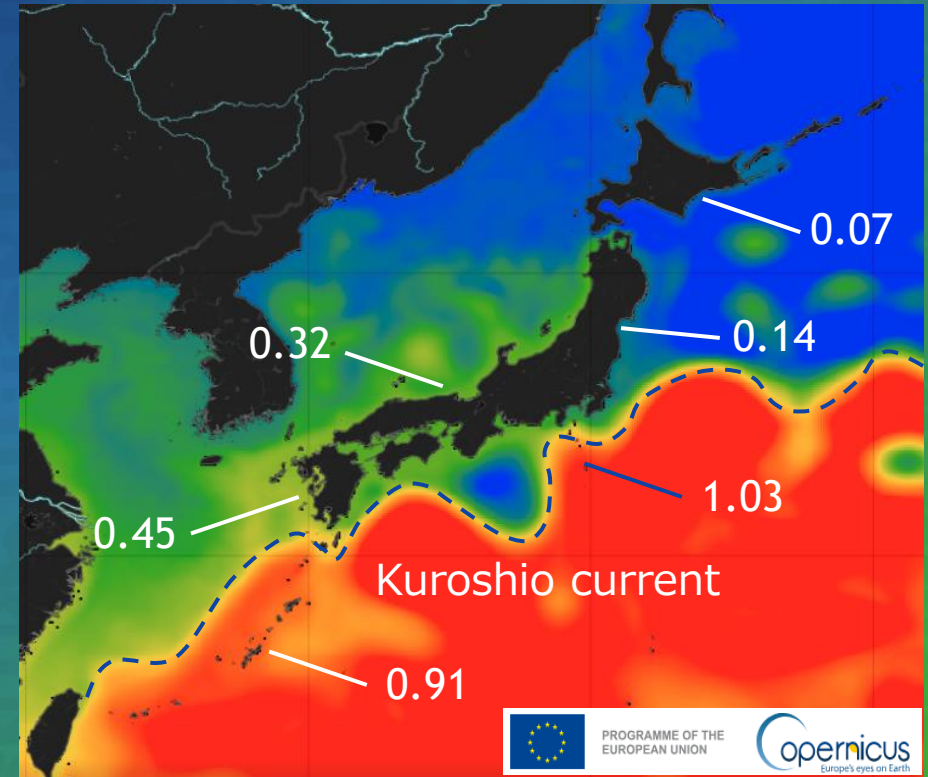 0.07
0.14
0.32
1.03
0.45
Kuroshio current
0.91
PROGRAMME OF THE
EUROPEAN UNION
opernicus
Europe's eyes on Earth